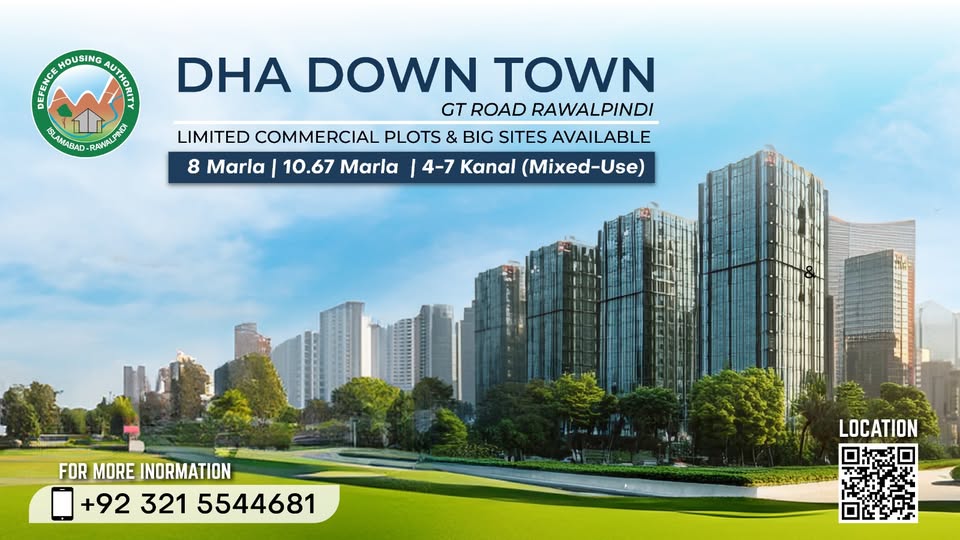 DEFENCE HOUSING AUTHORITY
ISLAMABAD - RAWALPINDI
DHA DOWN TOWN
GT ROAD RAWALPINDI
LIMITED COMMERCIAL PLOTS & BIG SITES AVAILABLE
8 Marla | 10.67 Marla | 4-7 Kanal (Mixed-Use)
&
LOCATION
FOR MORE INORMATION
+92 321 5544681